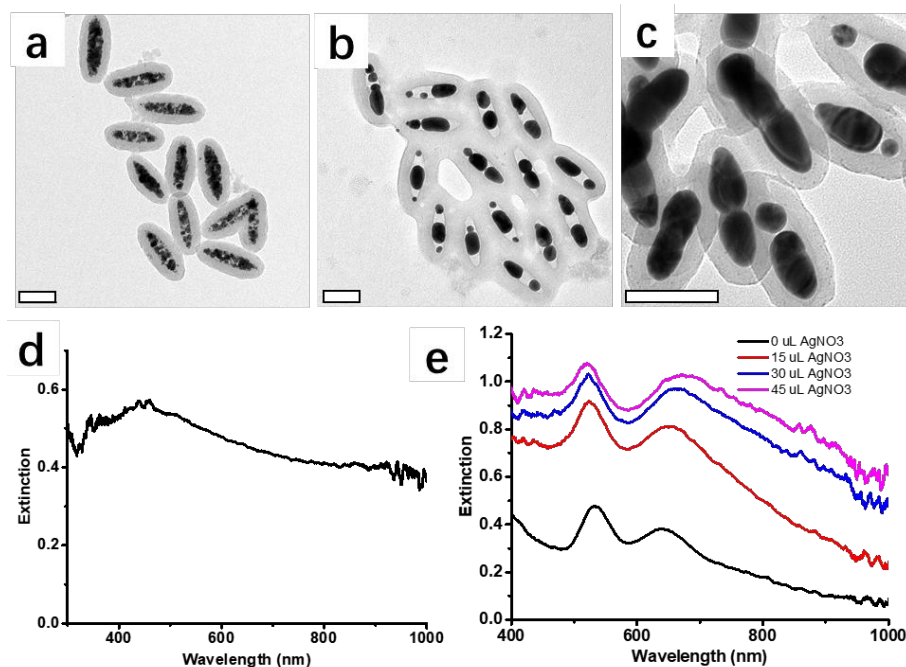 a
b
c
d
0.6
0.4
0.2
0.0
Extinction
400
600
800
1000
Wavelength (nm)
e
1.2
1.0
0.8
0.6
0.4
0.2
0.0
Extinction
0 uL AgNO3
15 uL AgNO3
30 uL AgNO3
45 uL AgNO3
400
600
800
1000
Wavelength (nm)